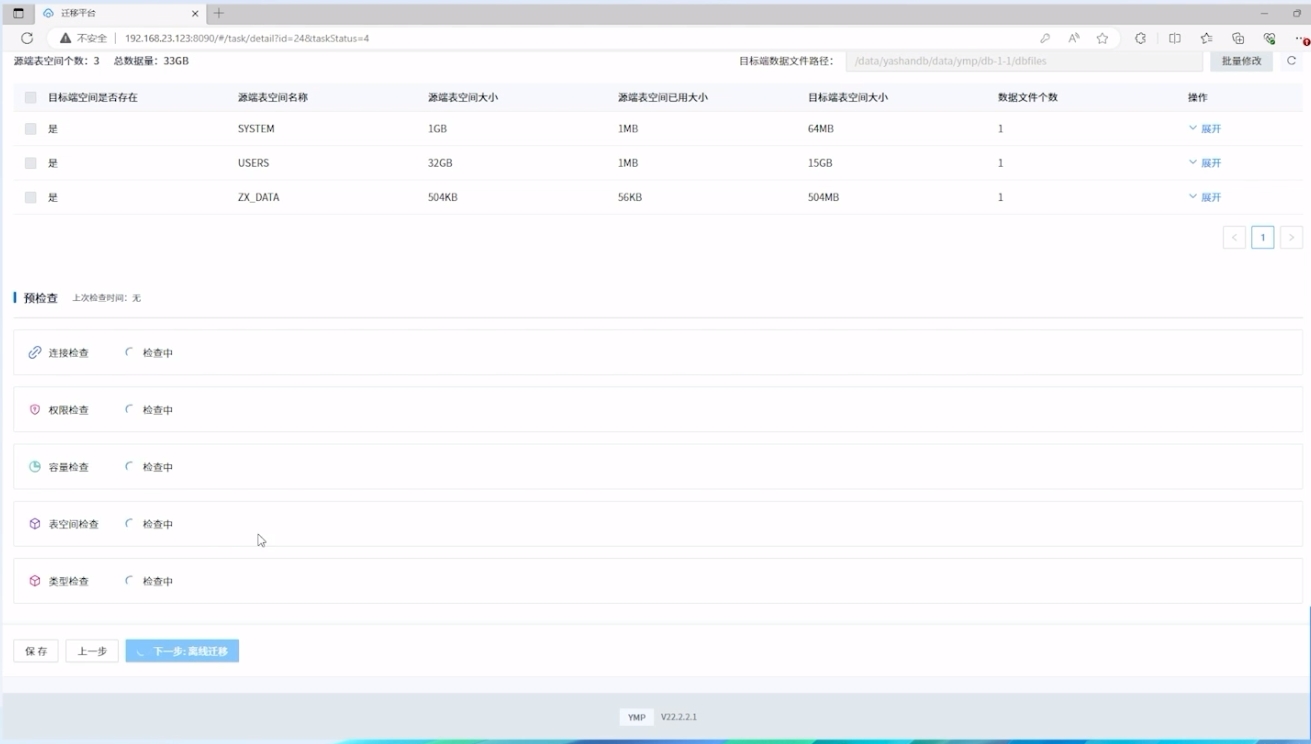 迁移平台
不安全 192.168.23.123:8090/#/task/detail?id=24&taskStatus=4
源端表空间个数：3 总数据量：33GB 目标端数据文件路径： /data/yashandb/data/ymp/db-1-1/dbfiles 批量修改
目标端空间是否存在 源端表空间名称 源端表空间大小 源端表空间已用大小 目标端表空间大小 数据文件个数 操作
是 SYSTEM 1GB 1MB 64MB 1 展开
是 USERS 32GB 1MB 15GB 1 展开
是 ZX_DATA 504KB 56KB 504MB 1 展开
< 1 >
预检查 上次检查时间：无
连接检查 检查中
权限检查 检查中
容量检查 检查中
表空间检查 检查中
类型检查 检查中
保存 上一步 下一步: 离线迁移
YMP V22.2.2.1